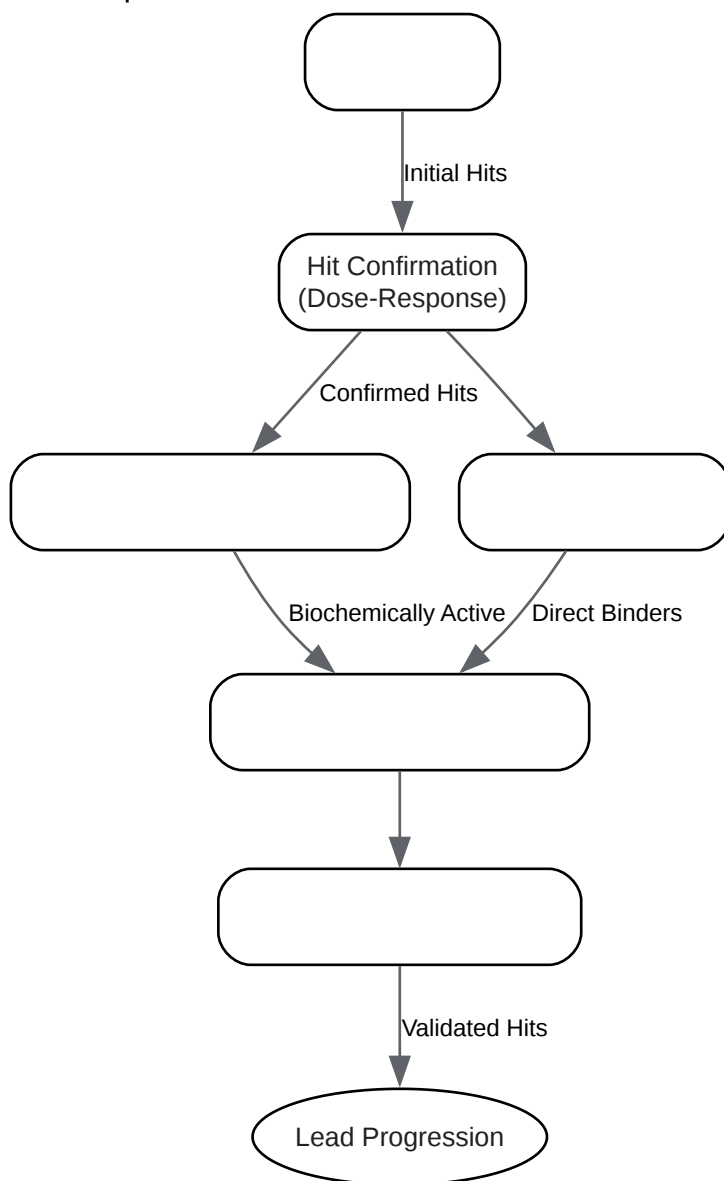 Initial Hits
Hit Confirmation
(Dose-Response)
Confirmed Hits
Biochemically Active
Direct Binders
Validated Hits
Lead Progression